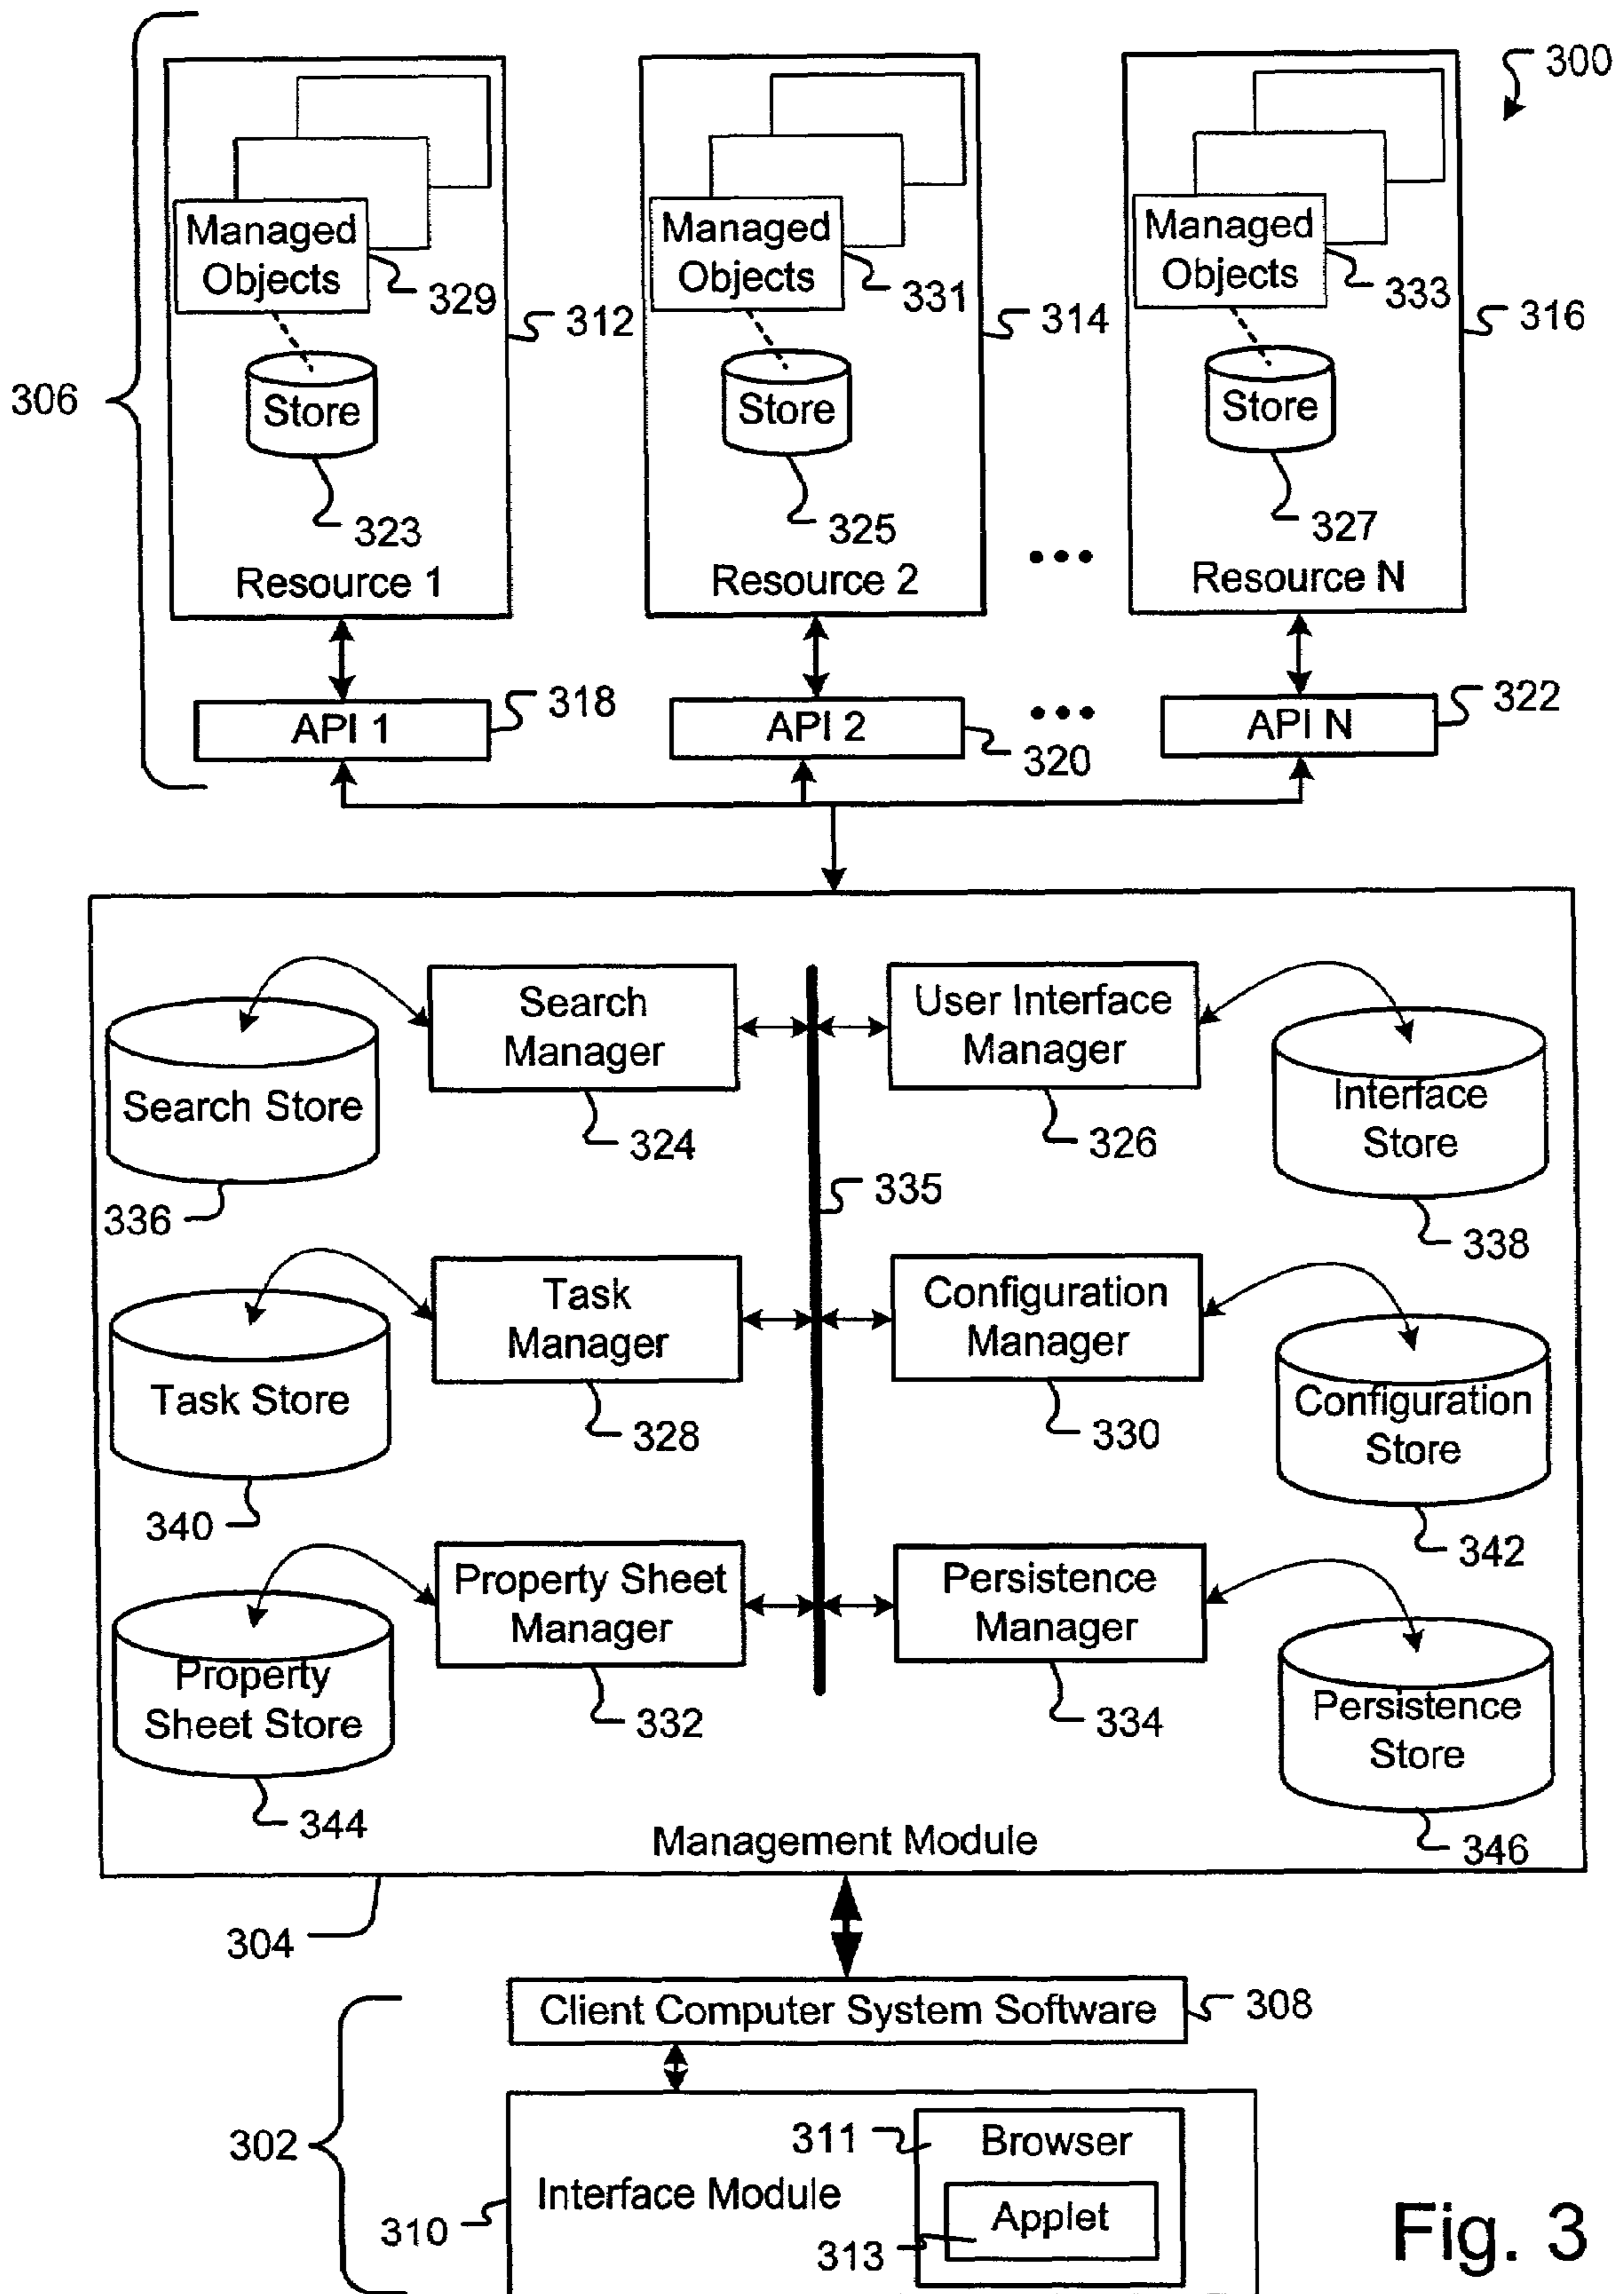 300
Managed
Objects
329
312
Managed
Objects
331
314
Managed
Objects
333
316
306
Store
323
Store
325
Store
327
Resource 1
Resource 2
•••
Resource N
API 1
318
API 2
320
•••
API N
322
Search
Manager
324
User Interface
Manager
326
Search Store
336
Interface
Store
338
335
Task
Manager
328
Configuration
Manager
330
Task Store
340
Configuration
Store
342
Property Sheet
Manager
332
Persistence
Manager
334
Property
Sheet Store
344
Persistence
Store
346
Management Module
304
Client Computer System Software
308
302
Interface Module
310
311
Browser
Applet
313
Fig. 3